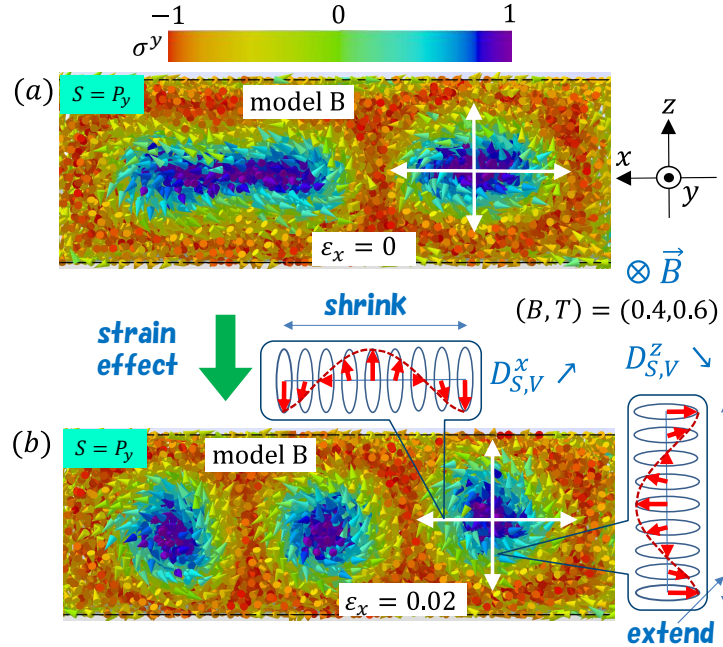 −1 0 1
σ^y
(a) S = P_y model B
ε_x = 0
z
x
y
⊗ B⃗
(B, T) = (0.4,0.6)
shrink
strain
effect
D^x_{S,V} ↗
D^z_{S,V} ↘
(b) S = P_y model B
ε_x = 0.02
extend